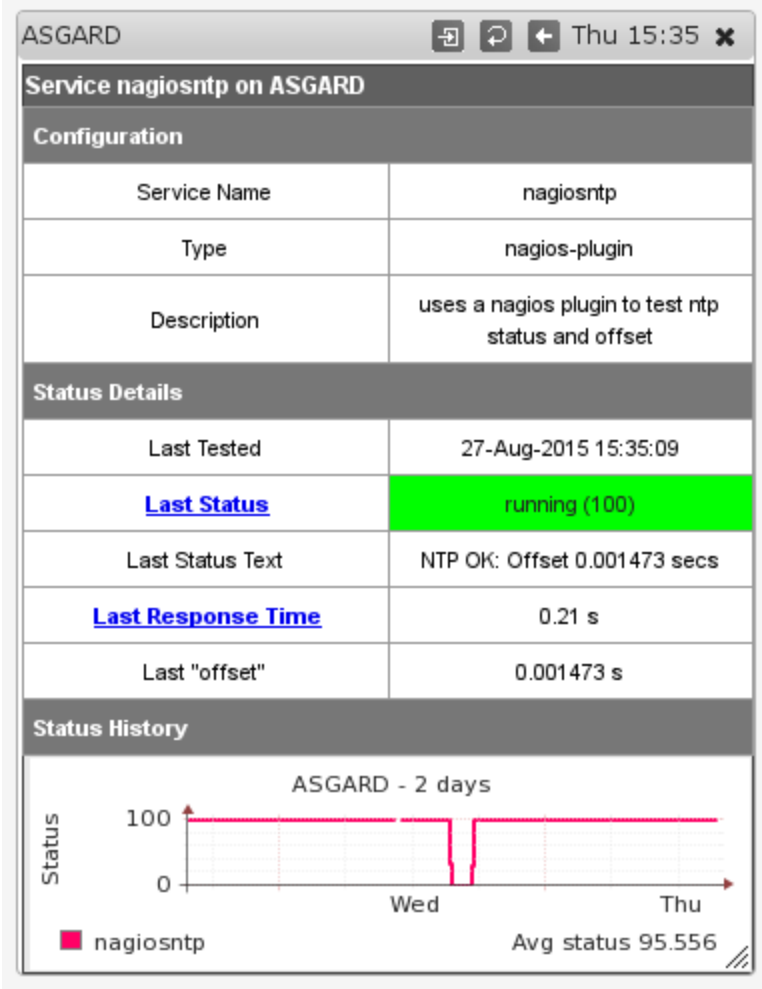 ASGARD Thu 15:35
Service nagiosntp on ASGARD
Configuration
Service Name nagiosntp
Type nagios-plugin
Description uses a nagios plugin to test ntp
status and offset
Status Details
Last Tested 27-Aug-2015 15:35:09
Last Status running (100)
Last Status Text NTP OK: Offset 0.001473 secs
Last Response Time 0.21 s
Last "offset" 0.001473 s
Status History
ASGARD - 2 days
Status
100
0
Wed Thu
nagiosntp Avg status 95.556